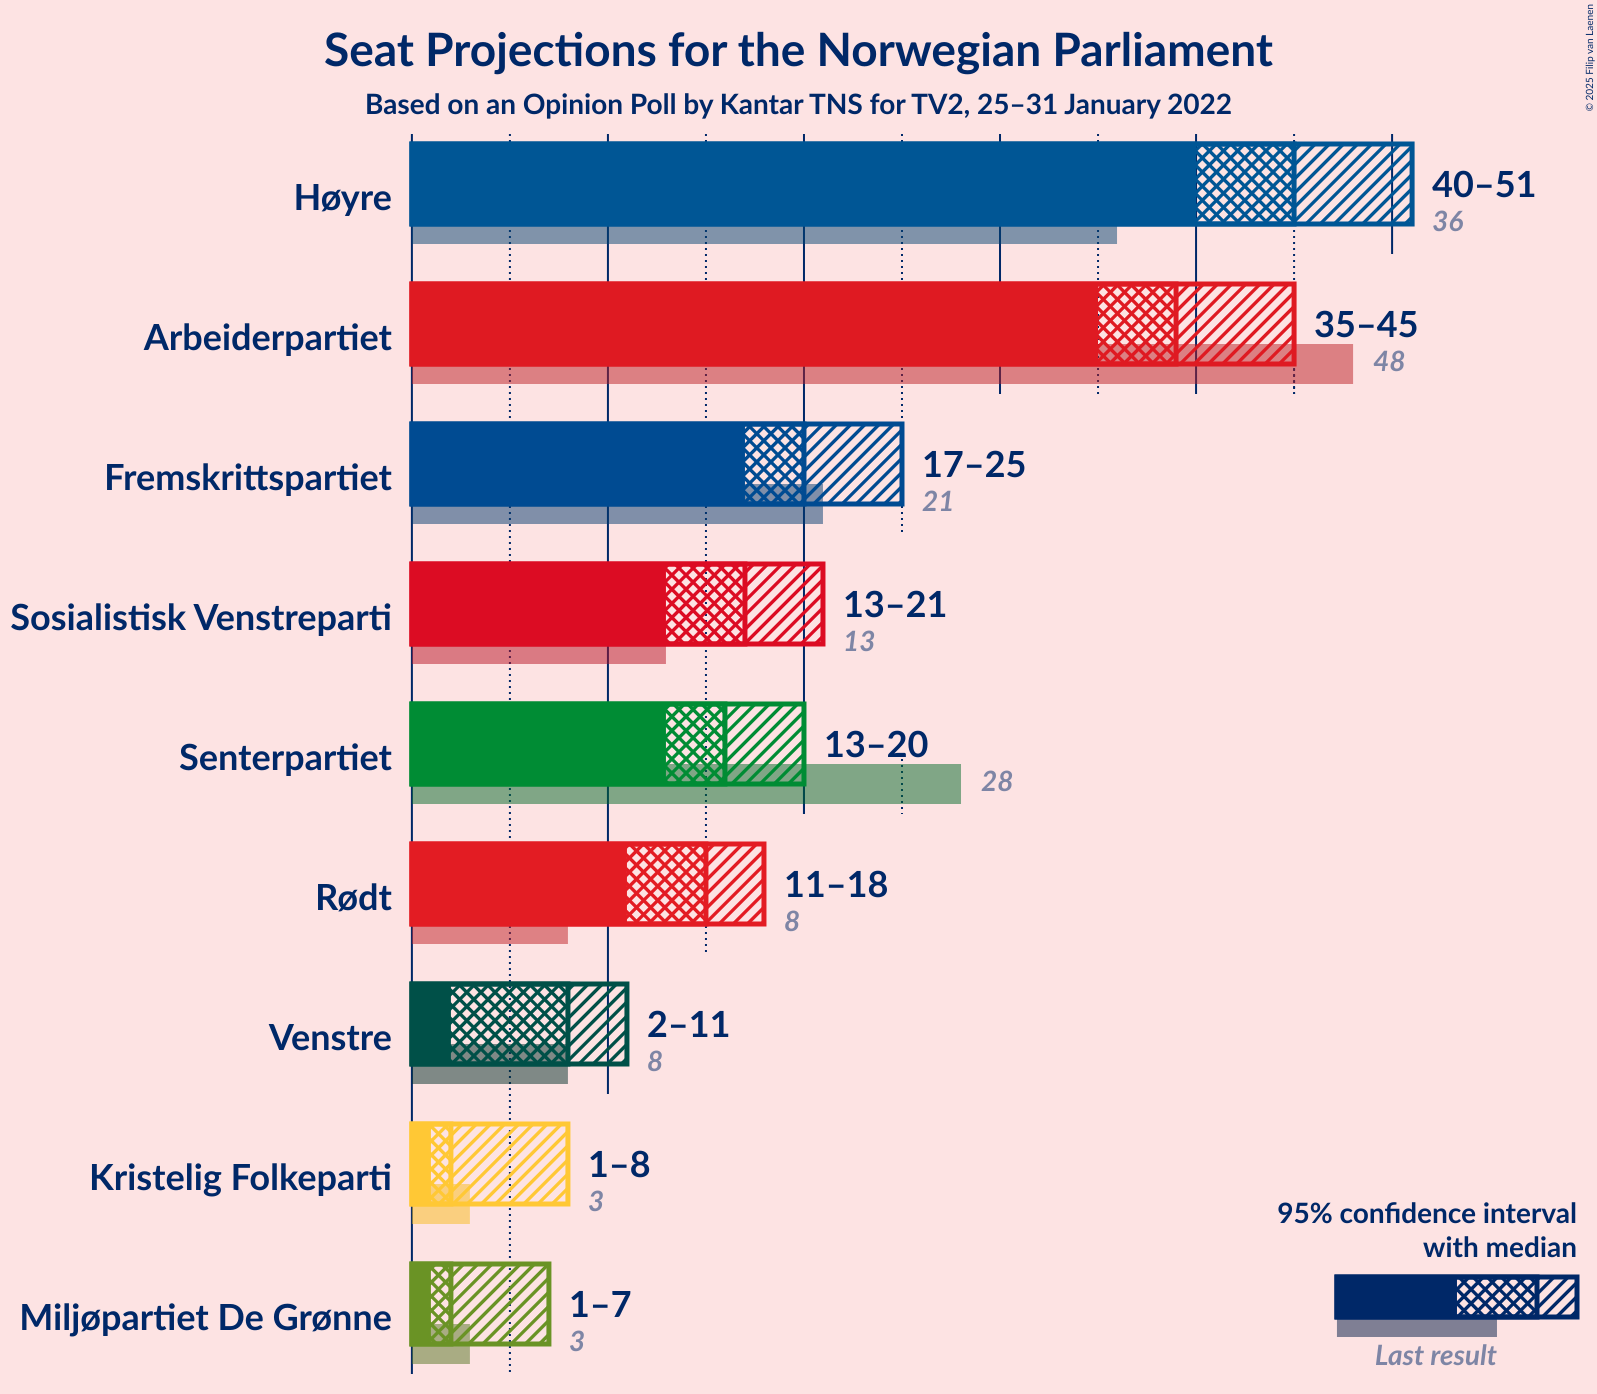 Seat Projections for the Norwegian Parliament
Based on an Opinion Poll by Kantar TNS for TV2, 25–31 January 2022
© 2025 Filip van Laenen
Høyre
40–51
36
Arbeiderpartiet
35–45
48
Fremskrittspartiet
17–25
21
Sosialistisk Venstreparti
13–21
13
Senterpartiet
13–20
28
Rødt
11–18
8
Venstre
2–11
8
Kristelig Folkeparti
1–8
3
Miljøpartiet De Grønne
1–7
3
95% confidence interval
with median
Last result